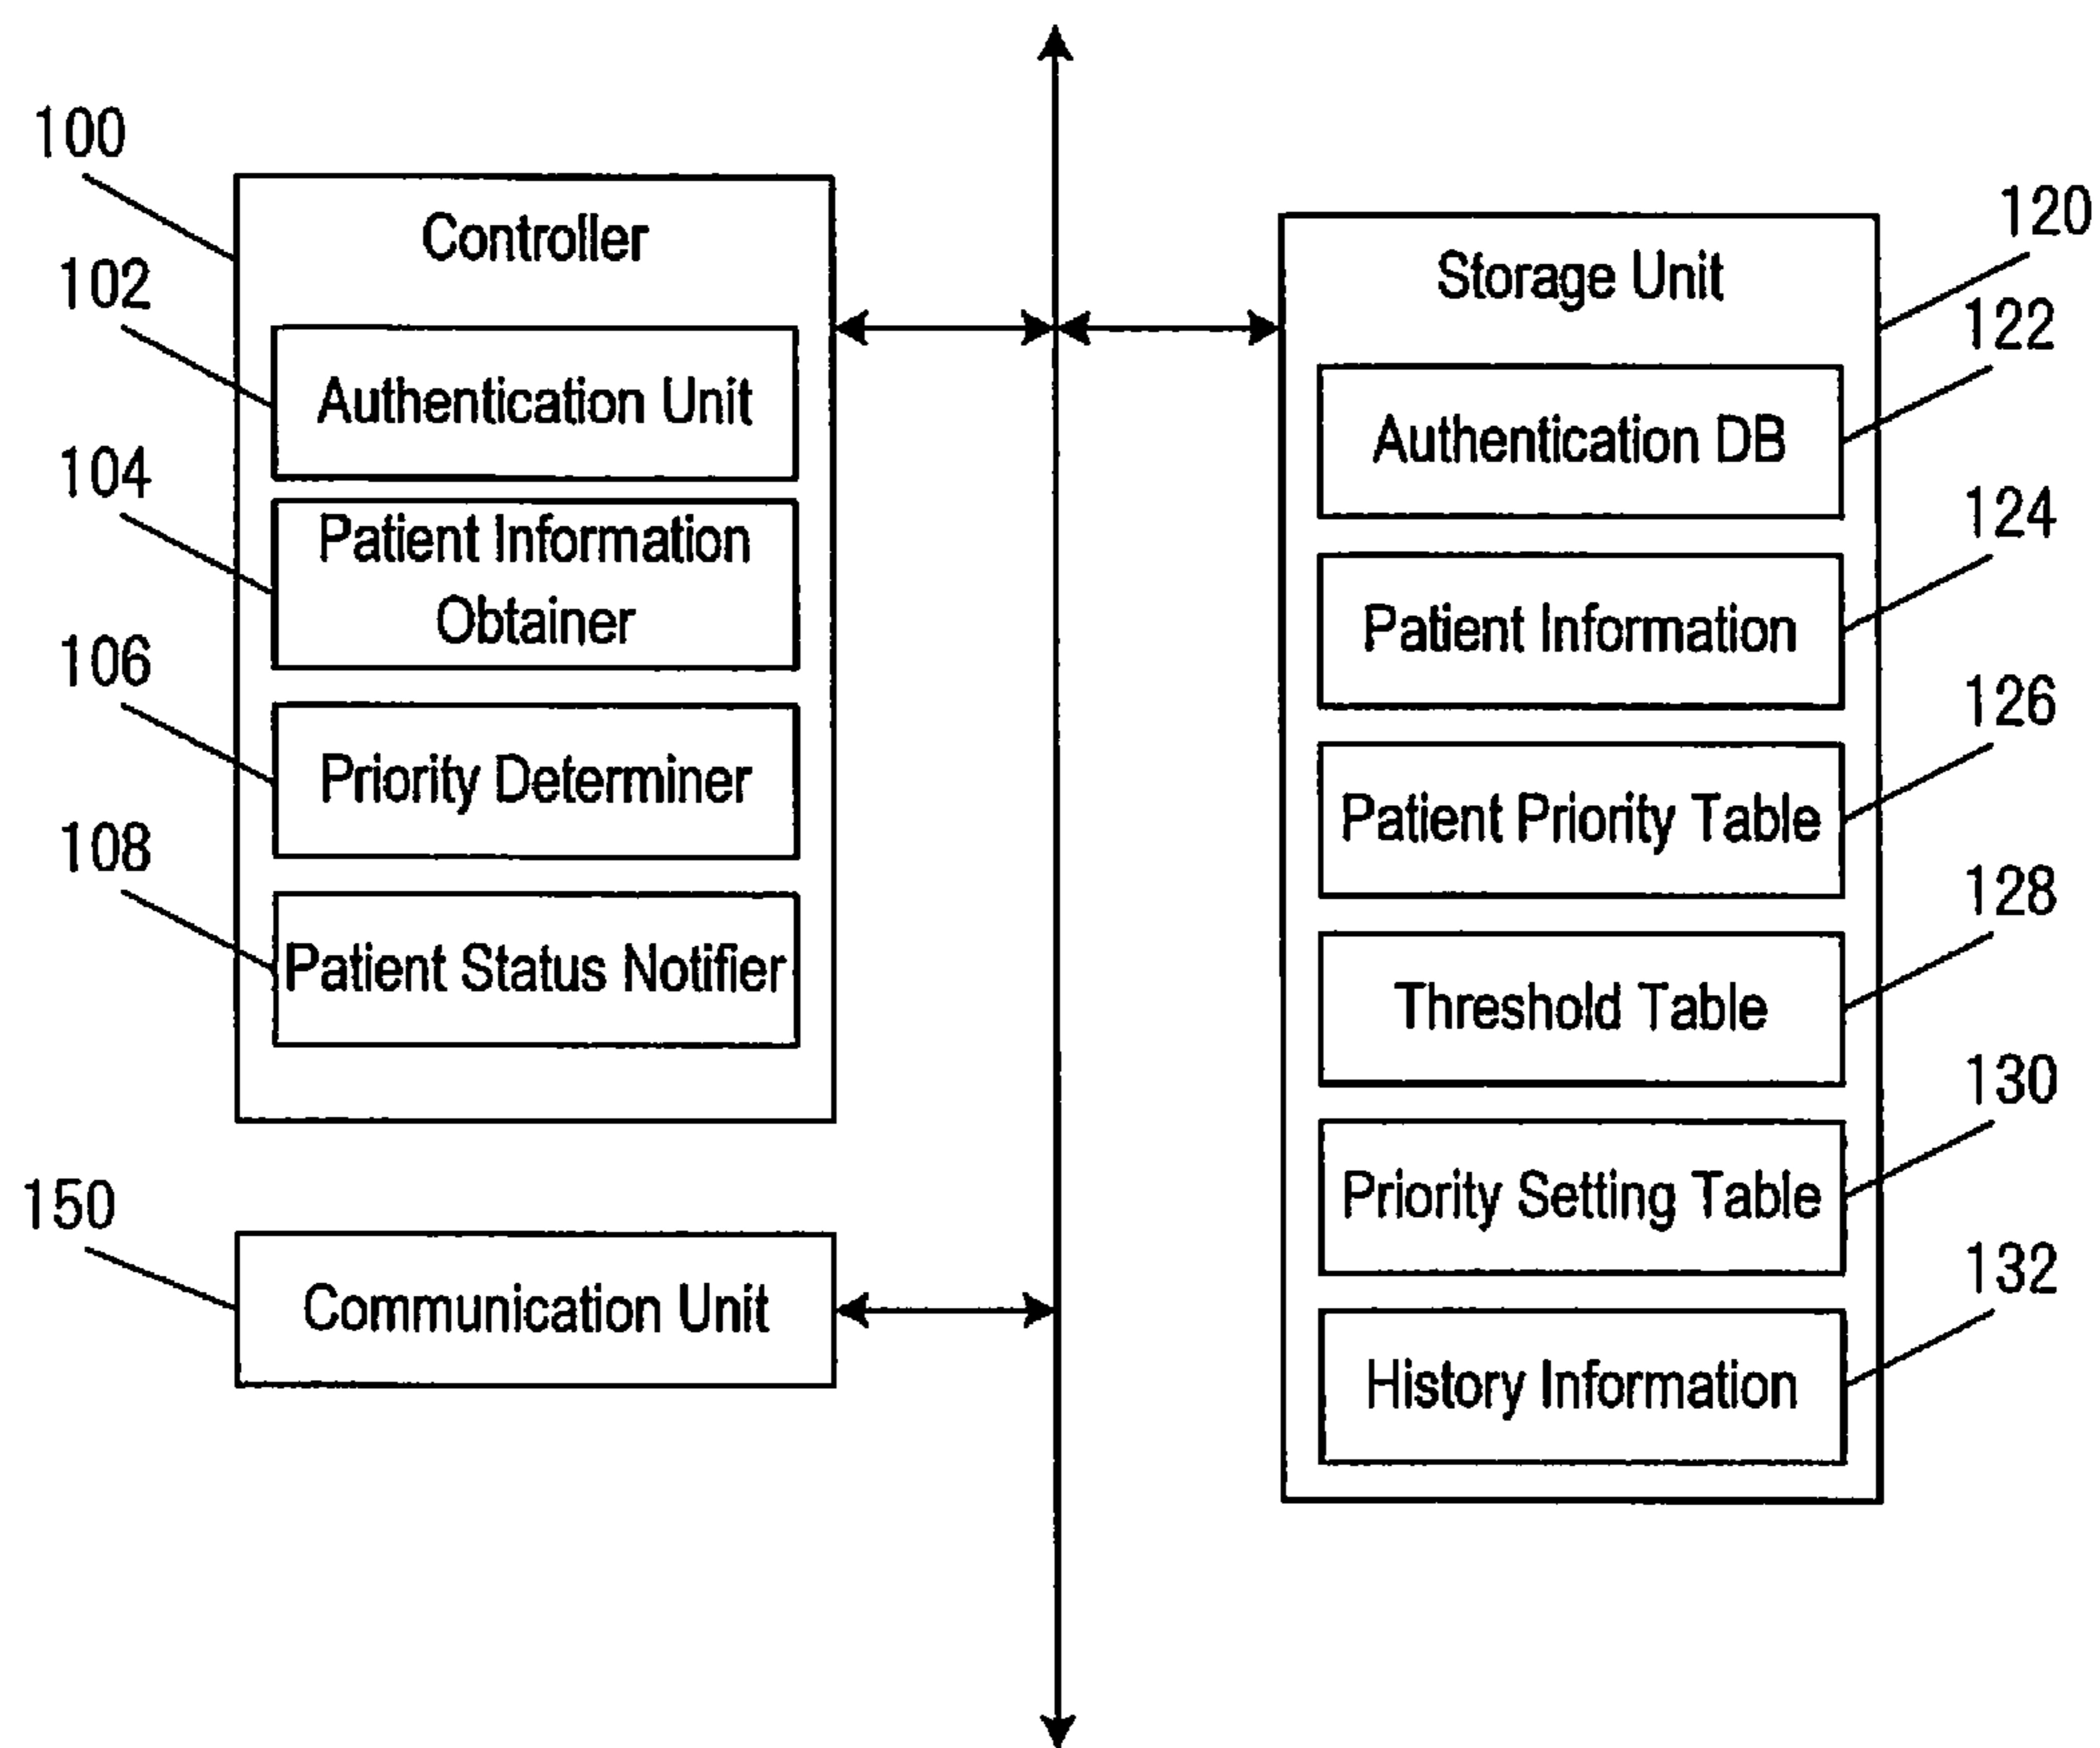 100
Controller
102
Authentication Unit
104
Patient Information
Obtainer
106
Priority Determiner
108
Patient Status Notifier
150
Communication Unit
120
Storage Unit
122
Authentication DB
124
Patient Information
126
Patient Priority Table
128
Threshold Table
130
Priority Setting Table
132
History Information